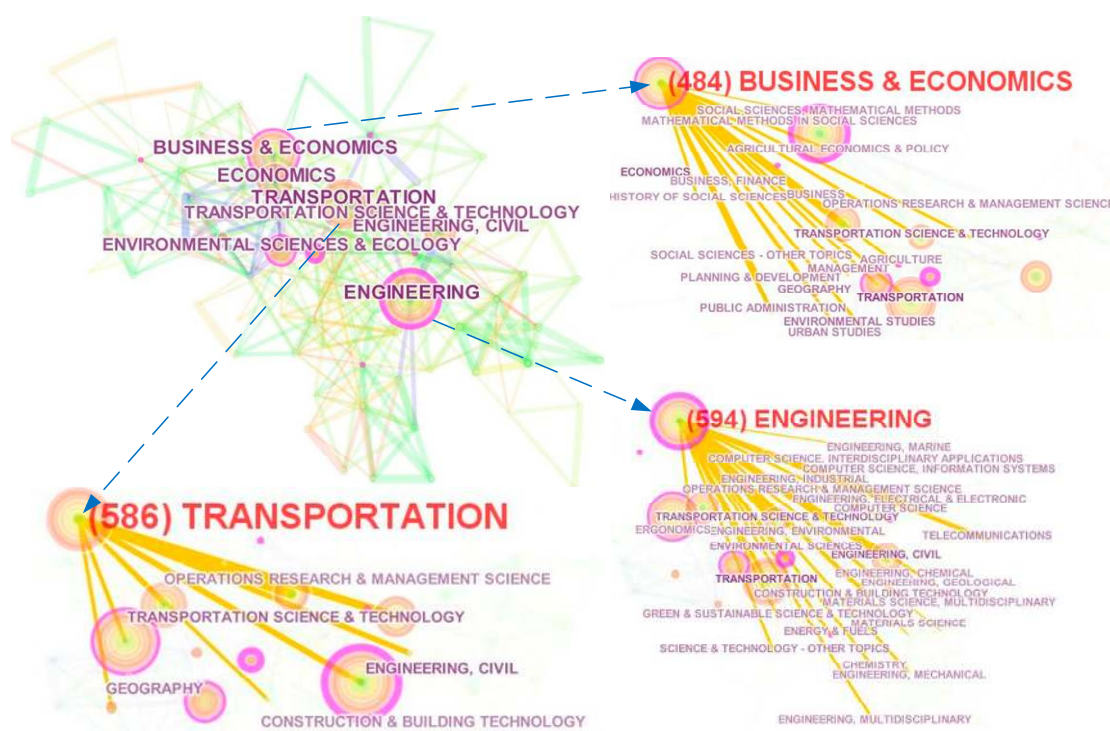 BUSINESS & ECONOMICS
ECONOMICS
TRANSPORTATION
TRANSPORTATION SCIENCE & TECHNOLOGY
ENGINEERING, CIVIL
ENVIRONMENTAL SCIENCES & ECOLOGY
ENGINEERING
(484) BUSINESS & ECONOMICS
SOCIAL SCIENCES, MATHEMATICAL METHODS
MATHEMATICAL METHODS IN SOCIAL SCIENCES
AGRICULTURAL ECONOMICS & POLICY
ECONOMICS
BUSINESS, FINANCE
HISTORY OF SOCIAL SCIENCES
BUSINESS
OPERATIONS RESEARCH & MANAGEMENT SCIENC
TRANSPORTATION SCIENCE & TECHNOLOGY
SOCIAL SCIENCES - OTHER TOPICS
AGRICULTURE
MANAGEMENT
PLANNING & DEVELOPMENT
GEOGRAPHY
TRANSPORTATION
PUBLIC ADMINISTRATION
ENVIRONMENTAL STUDIES
URBAN STUDIES
(594) ENGINEERING
ENGINEERING, MARINE
COMPUTER SCIENCE, INTERDISCIPLINARY APPLICATIONS
COMPUTER SCIENCE, INFORMATION SYSTEMS
ENGINEERING, INDUSTRIAL
OPERATIONS RESEARCH & MANAGEMENT SCIENCE
ENGINEERING, ELECTRICAL & ELECTRONIC
COMPUTER SCIENCE
TRANSPORTATION SCIENCE & TECHNOLOGY
ERGONOMICS
ENGINEERING, ENVIRONMENTAL
TELECOMMUNICATIONS
ENVIRONMENTAL SCIENCES
ENGINEERING, CIVIL
TRANSPORTATION
ENGINEERING, CHEMICAL
ENGINEERING, GEOLOGICAL
CONSTRUCTION & BUILDING TECHNOLOGY
MATERIALS SCIENCE, MULTIDISCIPLINARY
GREEN & SUSTAINABLE SCIENCE & TECHNOLOGY
MATERIALS SCIENCE
ENERGY & FUELS
SCIENCE & TECHNOLOGY - OTHER TOPICS
CHEMISTRY
ENGINEERING, MECHANICAL
ENGINEERING, MULTIDISCIPLINARY
(586) TRANSPORTATION
OPERATIONS RESEARCH & MANAGEMENT SCIENCE
TRANSPORTATION SCIENCE & TECHNOLOGY
ENGINEERING, CIVIL
GEOGRAPHY
CONSTRUCTION & BUILDING TECHNOLOGY